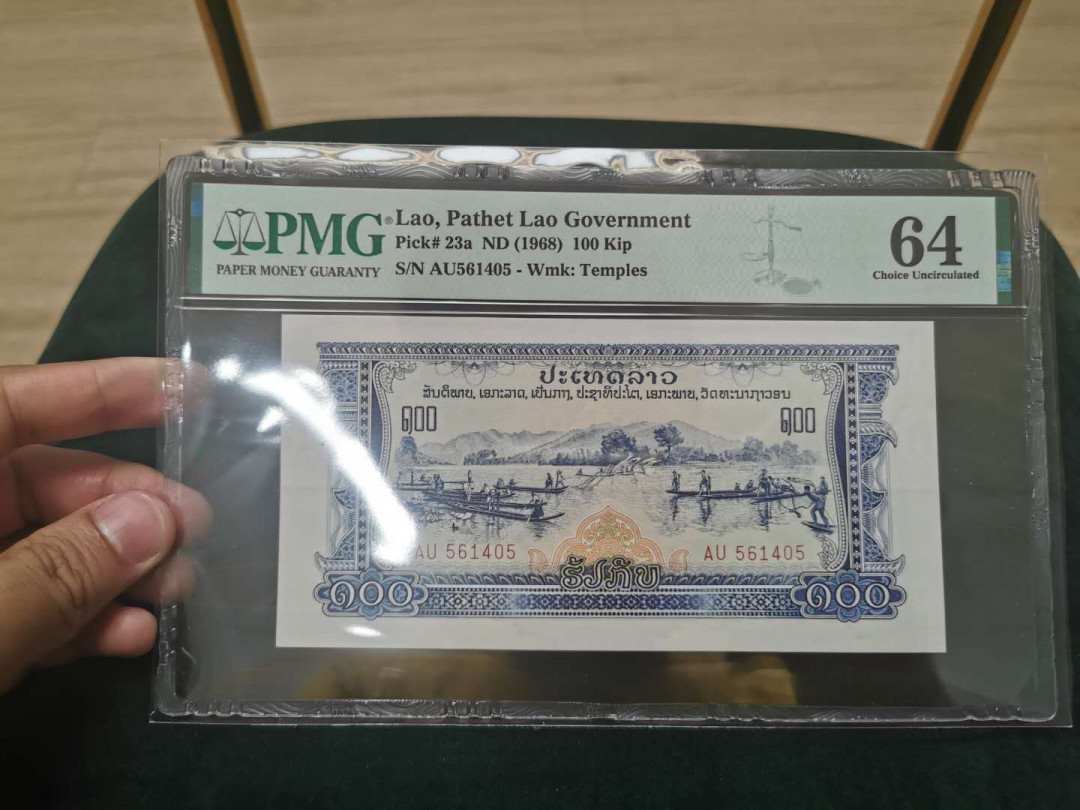 PMG®
PAPER MONEY GUARANTY
Lao, Pathet Lao Government
Pick# 23a ND (1968) 100 Kip
S/N AU561405 - Wmk: Temples
64
Choice Uncirculated
ປະເທດລາວ
ສັນຕິພາບ, ເອກະລາດ, ເປັນກາງ, ປະຊາທິປະໄຕ, ເອກະພາບ, ວັດທະນາຖາວອນ
໑໐໐ ໑໐໐
AU 561405 AU 561405
ຮ້ອຍກີບ
໑໐໐ ໑໐໐